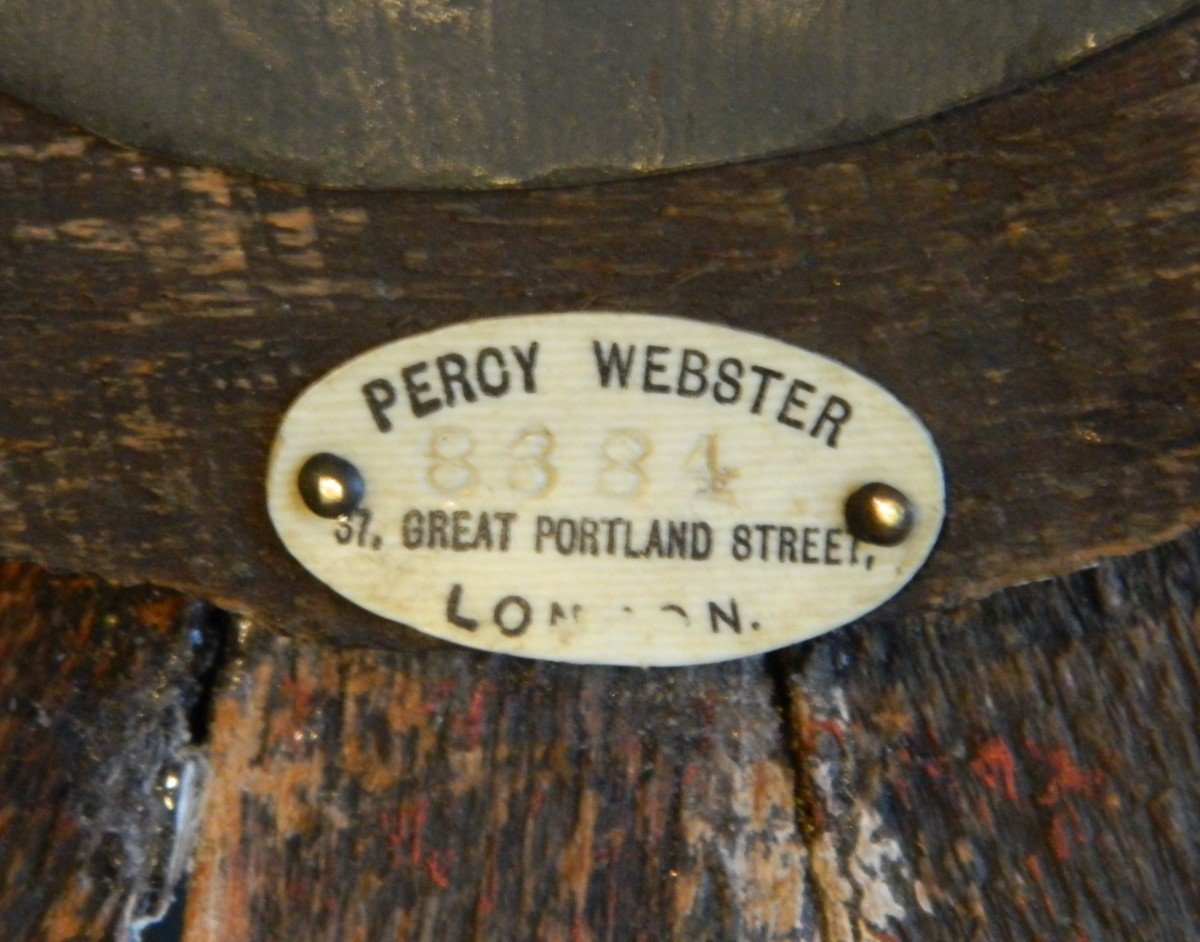 PERCY WEBSTER
8384
37, GREAT PORTLAND STREET,
LONDON.